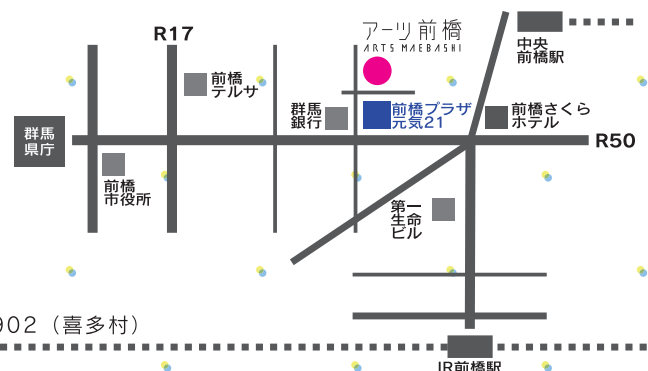 アーツ前橋
ARTS MAEBASHI
中央
前橋駅
R17
前橋
テルサ
群馬
銀行
前橋プラザ
元気21
前橋さくら
ホテル
R50
群馬
県庁
前橋
市役所
第一
生命
ビル
902（喜多村）
JR前橋駅